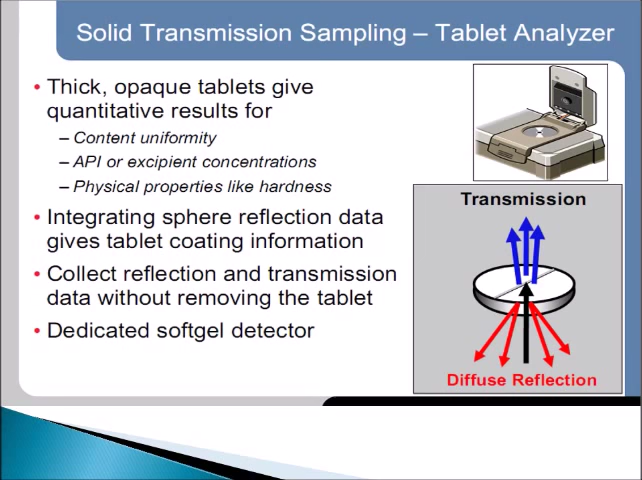 Solid Transmission Sampling – Tablet Analyzer
• Thick, opaque tablets give
quantitative results for
– Content uniformity
– API or excipient concentrations
– Physical properties like hardness
• Integrating sphere reflection data
gives tablet coating information
• Collect reflection and transmission
data without removing the tablet
• Dedicated softgel detector
Transmission
Diffuse Reflection